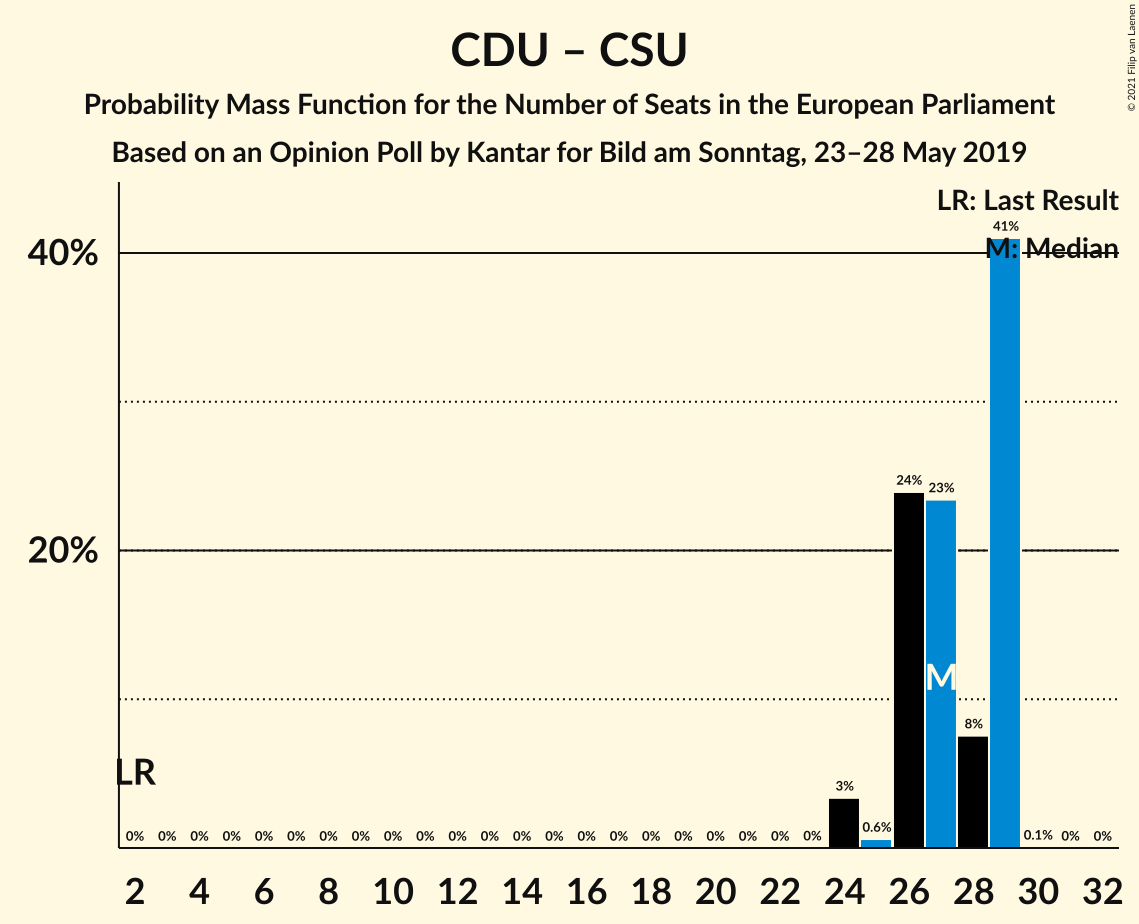 CDU – CSU
Probability Mass Function for the Number of Seats in the European Parliament
Based on an Opinion Poll by Kantar for Bild am Sonntag, 23–28 May 2019
© 2021 Filip van Laenen
LR: Last Result
M: Median
41%
40%
24%
23%
20%
M
8%
LR
3%
0.6%
0% 0% 0% 0% 0% 0% 0% 0% 0% 0% 0% 0% 0% 0% 0% 0% 0% 0% 0% 0% 0% 0% 0.1% 0% 0%
2 4 6 8 10 12 14 16 18 20 22 24 26 28 30 32